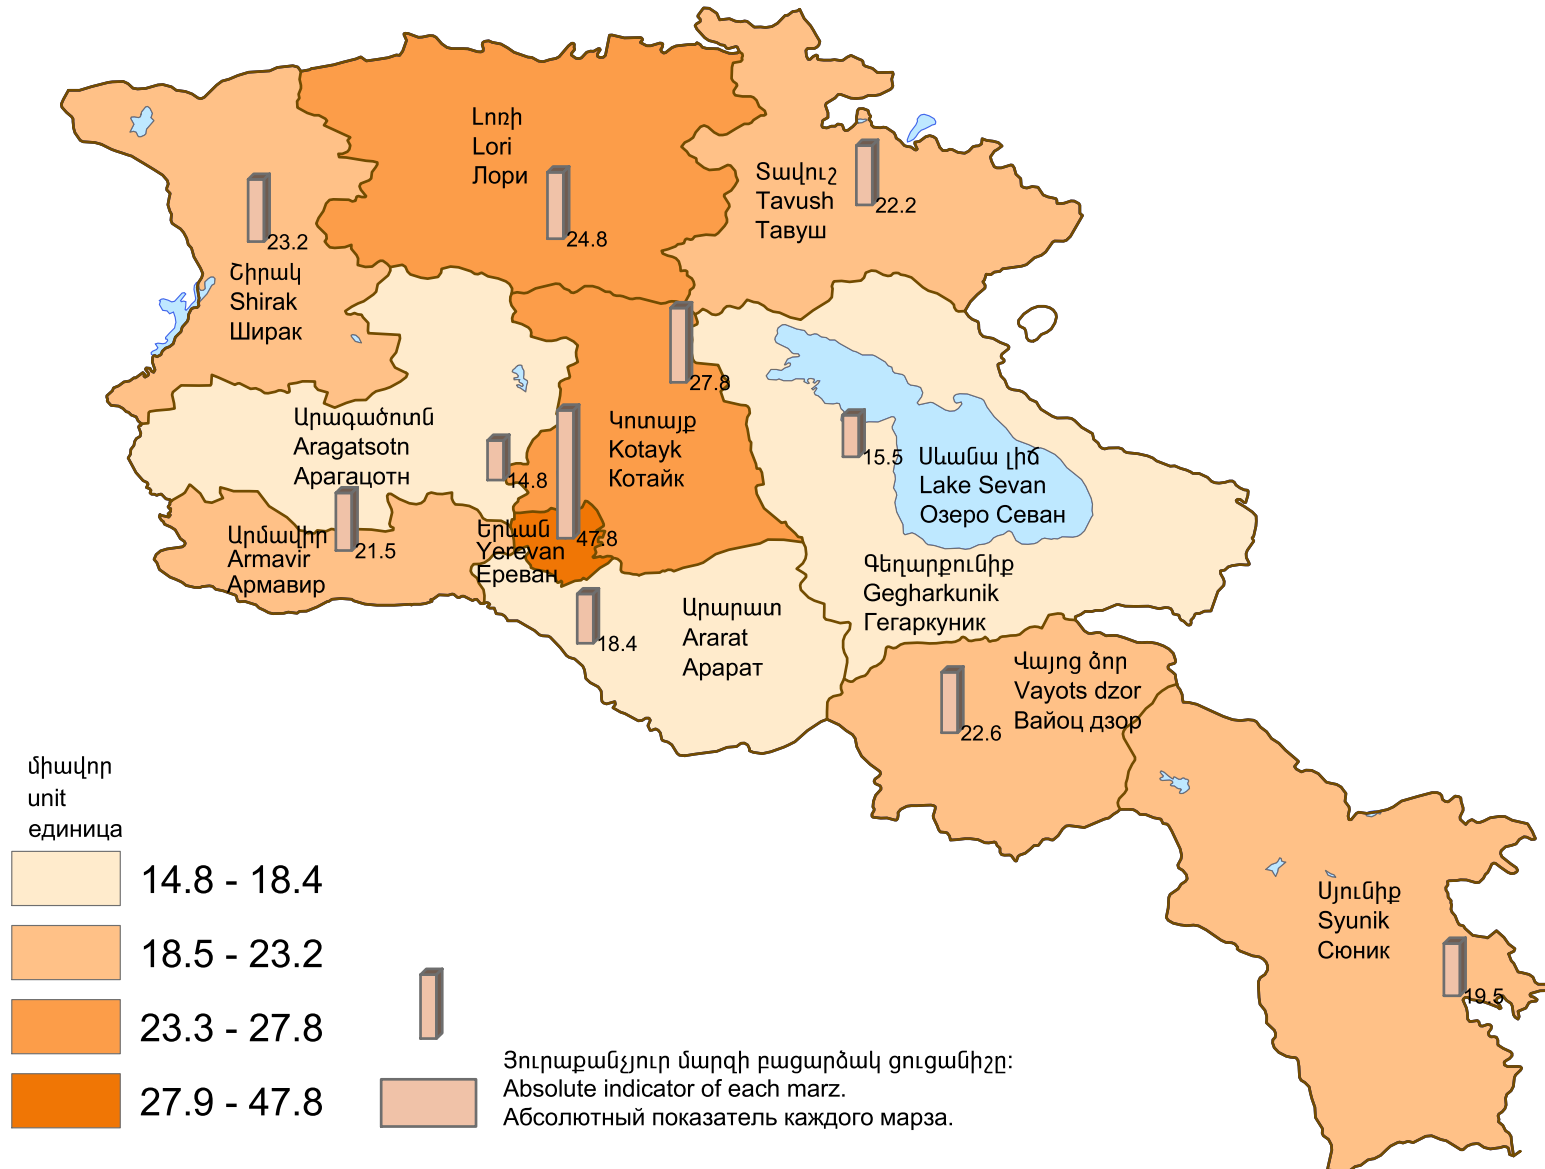 Լոռի
Lori
Лори
24.8
Տավուշ
Tavush
Тавуш
22.2
23.2
Շիրակ
Shirak
Ширак
27.8
Կոտայք
Kotayk
Котайк
Արագածոտն
Aragatsotn
Арагацотн
14.8
15.5
Սևանա լիճ
Lake Sevan
Озеро Севан
Արմավիր
Armavir
Армавир
21.5
Երևան
Yerevan
Ереван
47.8
Գեղարքունիք
Gegharkunik
Гегаркуник
18.4
Արարատ
Ararat
Арарат
Վայոց ձոր
Vayots dzor
Вайоц дзор
22.6
Սյունիք
Syunik
Сюник
19.5
միավոր
unit
единица
14.8 - 18.4
18.5 - 23.2
23.3 - 27.8
27.9 - 47.8
Յուրաքանչյուր մարզի բացարձակ ցուցանիշը:
Absolute indicator of each marz.
Абсолютный показатель каждого марза.